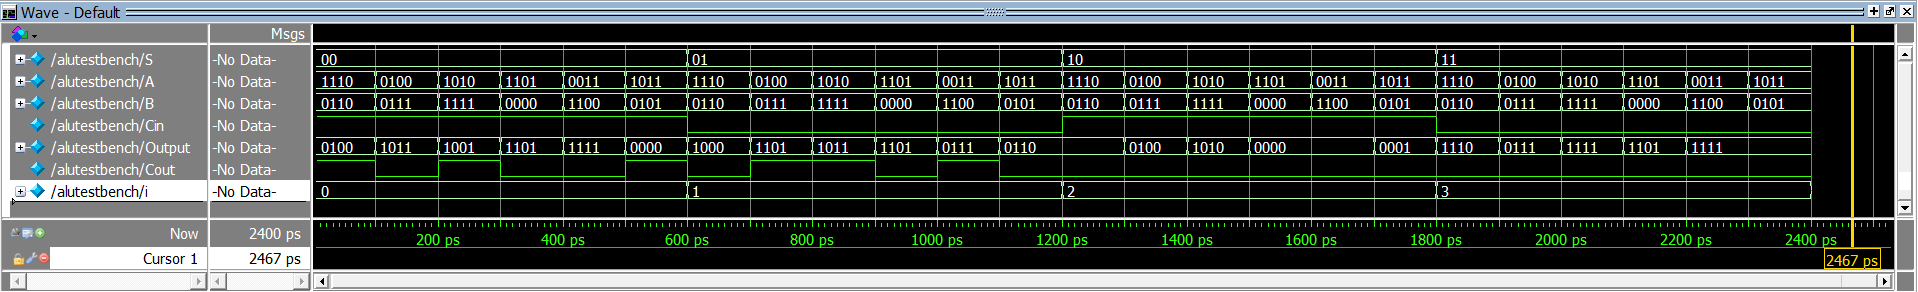 Wave - Default
Msgs
/alutestbench/S -No Data- 00 01 10 11
/alutestbench/A -No Data- 1110 0100 1010 1101 0011 1011 1110 0100 1010 1101 0011 1011 1110 0100 1010 1101 0011 1011 1110 0100 1010 1101 0011 1011
/alutestbench/B -No Data- 0110 0111 1111 0000 1100 0101 0110 0111 1111 0000 1100 0101 0110 0111 1111 0000 1100 0101 0110 0111 1111 0000 1100 0101
/alutestbench/Cin -No Data-
/alutestbench/Output -No Data- 0100 1011 1001 1101 1111 0000 1000 1101 1011 1101 0111 0110 0100 1010 0000 0001 1110 0111 1111 1101 1111
/alutestbench/Cout -No Data-
/alutestbench/i -No Data- 0 1 2 3
Now 2400 ps 200 ps 400 ps 600 ps 800 ps 1000 ps 1200 ps 1400 ps 1600 ps 1800 ps 2000 ps 2200 ps 2400 ps
Cursor 1 2467 ps 2467 ps